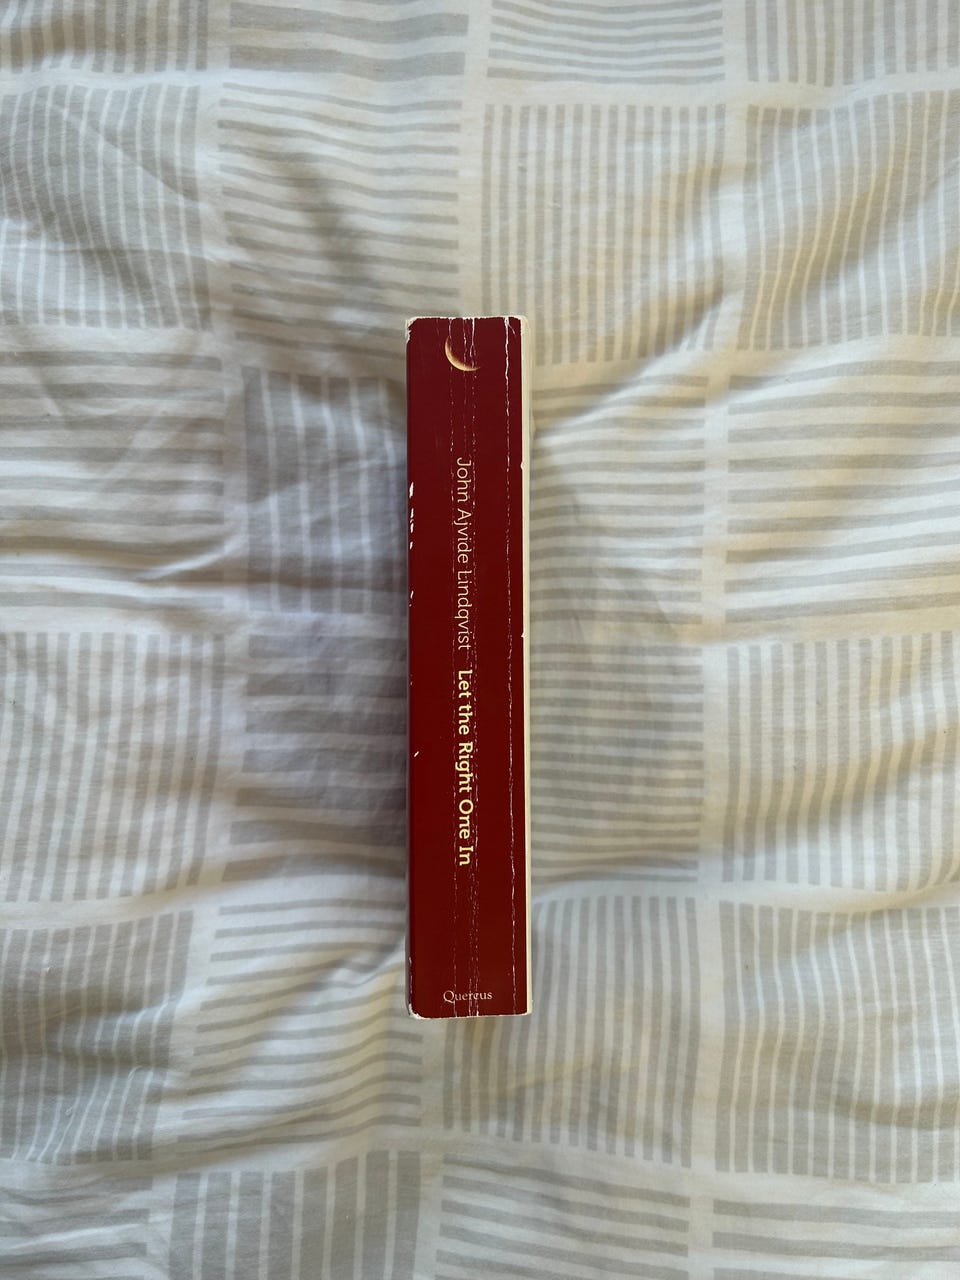 John Ajvide Lindqvist Let the Right One In
Quercus